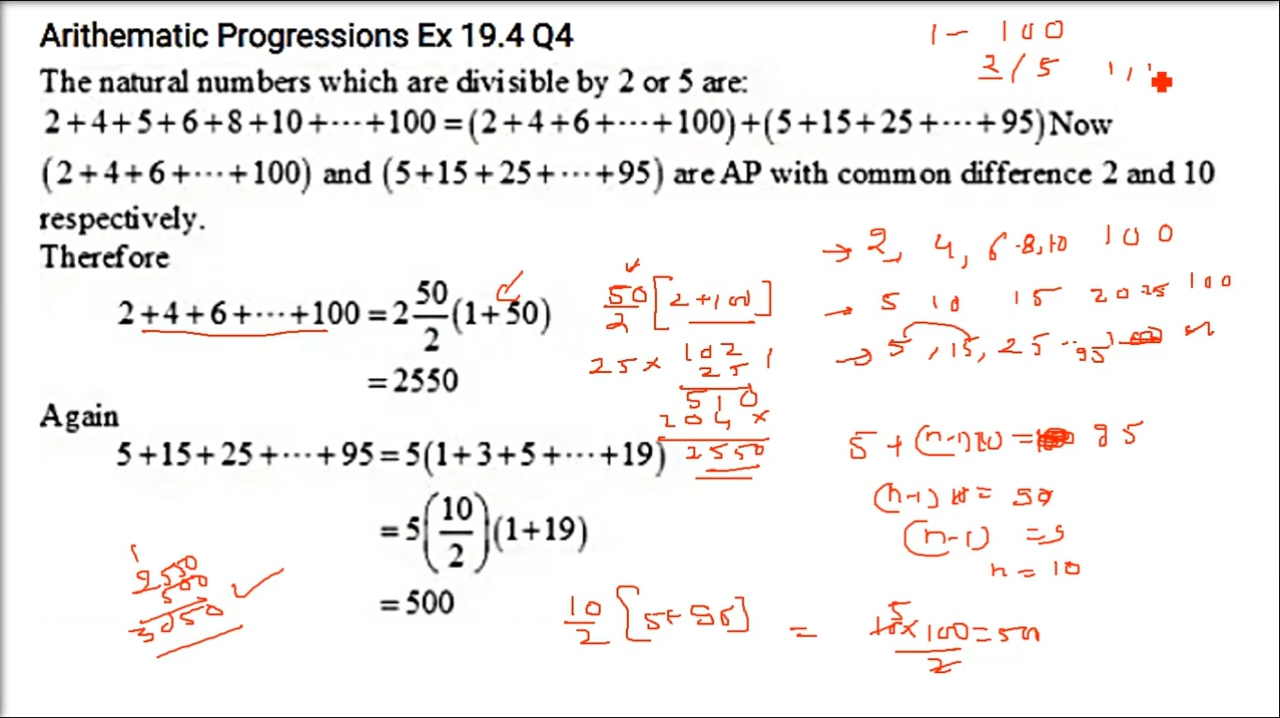 Arithematic Progressions Ex 19.4 Q4
1 - 100
2/5 1,
The natural numbers which are divisible by 2 or 5 are:
2+4+5+6+8+10+⋯+100=(2+4+6+⋯+100)+(5+15+25+⋯+95)Now
(2+4+6+⋯+100) and (5+15+25+⋯+95) are AP with common difference 2 and 10
respectively.
Therefore
→ 2, 4, 6 8, 10 100
2+4+6+⋯+100=2 50/2 (1+50)
50/2 [2+100]
→ 5 10 15 20 25 100
→ 5, 15, 25 ⋯ 95
=2550
25 × 102
25
510
204×
2550
Again
5+15+25+⋯+95=5(1+3+5+⋯+19)
5+(n-1)10= 95
=5(10/2)(1+19)
(n-1) 10= 90
(n-1) =9
n=10
=500
2550
500
3050
10/2 [5+95] = 10×100/2=500
5